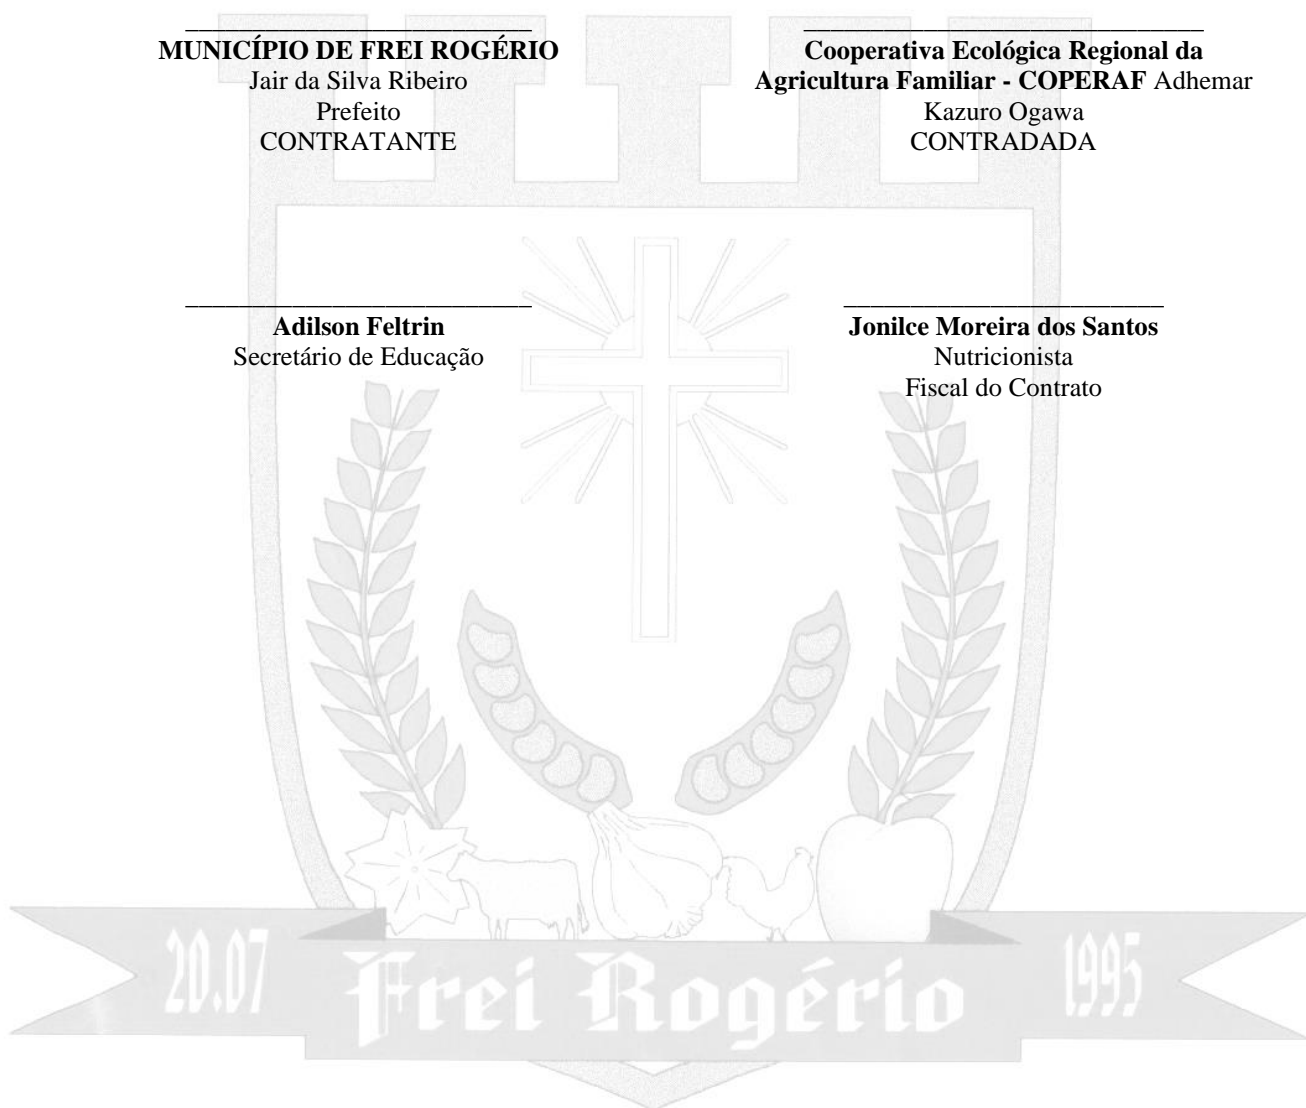 MUNICÍPIO DE FREI ROGÉRIO
Jair da Silva Ribeiro
Prefeito
CONTRATANTE
Cooperativa Ecológica Regional da
Agricultura Familiar - COPERAF Adhemar
Kazuro Ogawa
CONTRADADA
Adilson Feltrin
Secretário de Educação
Jonilce Moreira dos Santos
Nutricionista
Fiscal do Contrato
20.07
Frei Rogério
1995